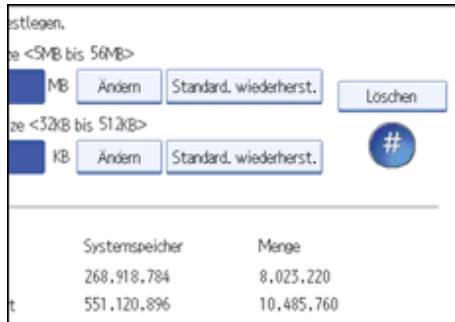 estlegen.
ze <5MB bis 56MB>
MB Ändern Standard. wiederherst. Löschen
ze <32KB bis 512KB>
KB Ändern Standard. wiederherst. #
Systemspeicher Menge
268.918.784 8.023.220
t 551.120.896 10.485.760